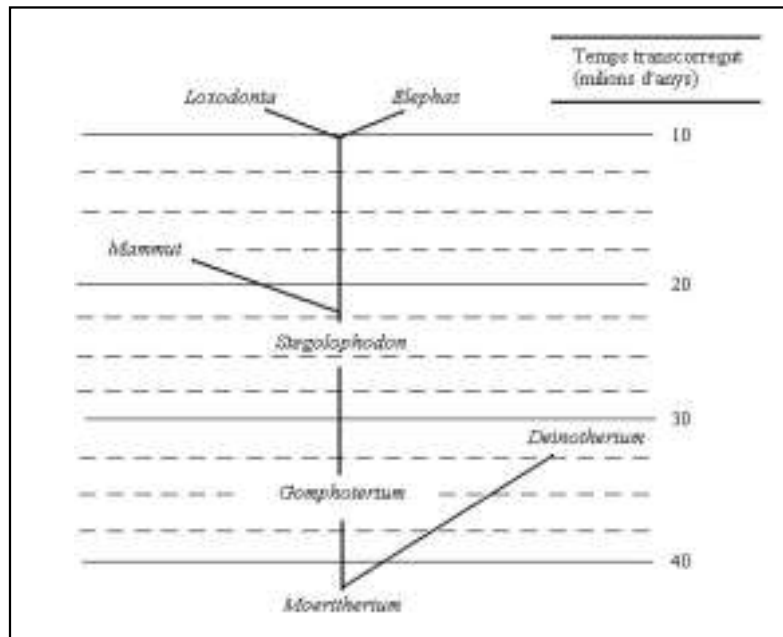 Temps transcorregut
(milions d'anys)
Loxodonta Elephas
10
Mammut
20
Stegolophodon
30
Deinotherium
Gomphoterium
40
Moeritherium